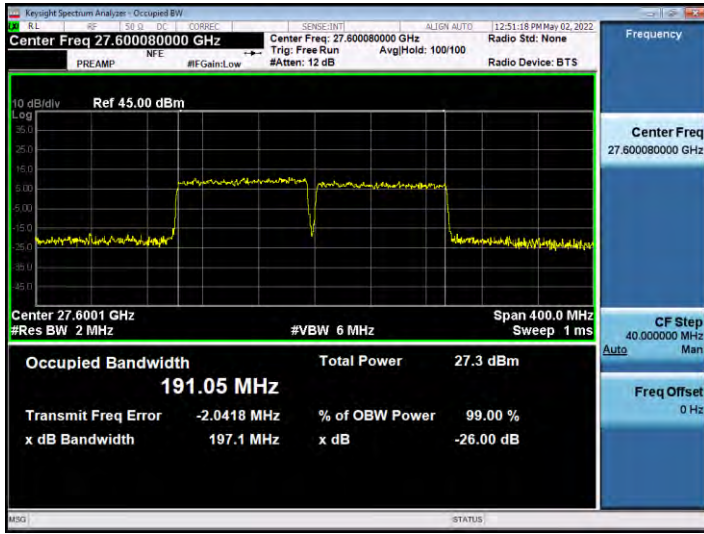 Keysight Spectrum Analyzer - Occupied BW
RL RF 50 Ω DC CORREC SENSE:INT ALIGN AUTO 12:51:18 PM May 02, 2022
Center Freq 27.600080000 GHz Center Freq: 27.600080000 GHz Radio Std: None
NFE Trig: Free Run Avg|Hold: 100/100
PREAMP #IFGain:Low #Atten: 12 dB Radio Device: BTS
10 dB/div Ref 45.00 dBm
Log
35.0
25.0
15.0
5.00
-5.00
-15.0
-25.0
-35.0
-45.0
Center 27.6001 GHz Span 400.0 MHz
#Res BW 2 MHz #VBW 6 MHz Sweep 1 ms
Occupied Bandwidth Total Power 27.3 dBm
191.05 MHz
Transmit Freq Error -2.0418 MHz % of OBW Power 99.00 %
x dB Bandwidth 197.1 MHz x dB -26.00 dB
MSG STATUS
Frequency
Center Freq
27.600080000 GHz
CF Step
40.000000 MHz
Auto Man
Freq Offset
0 Hz